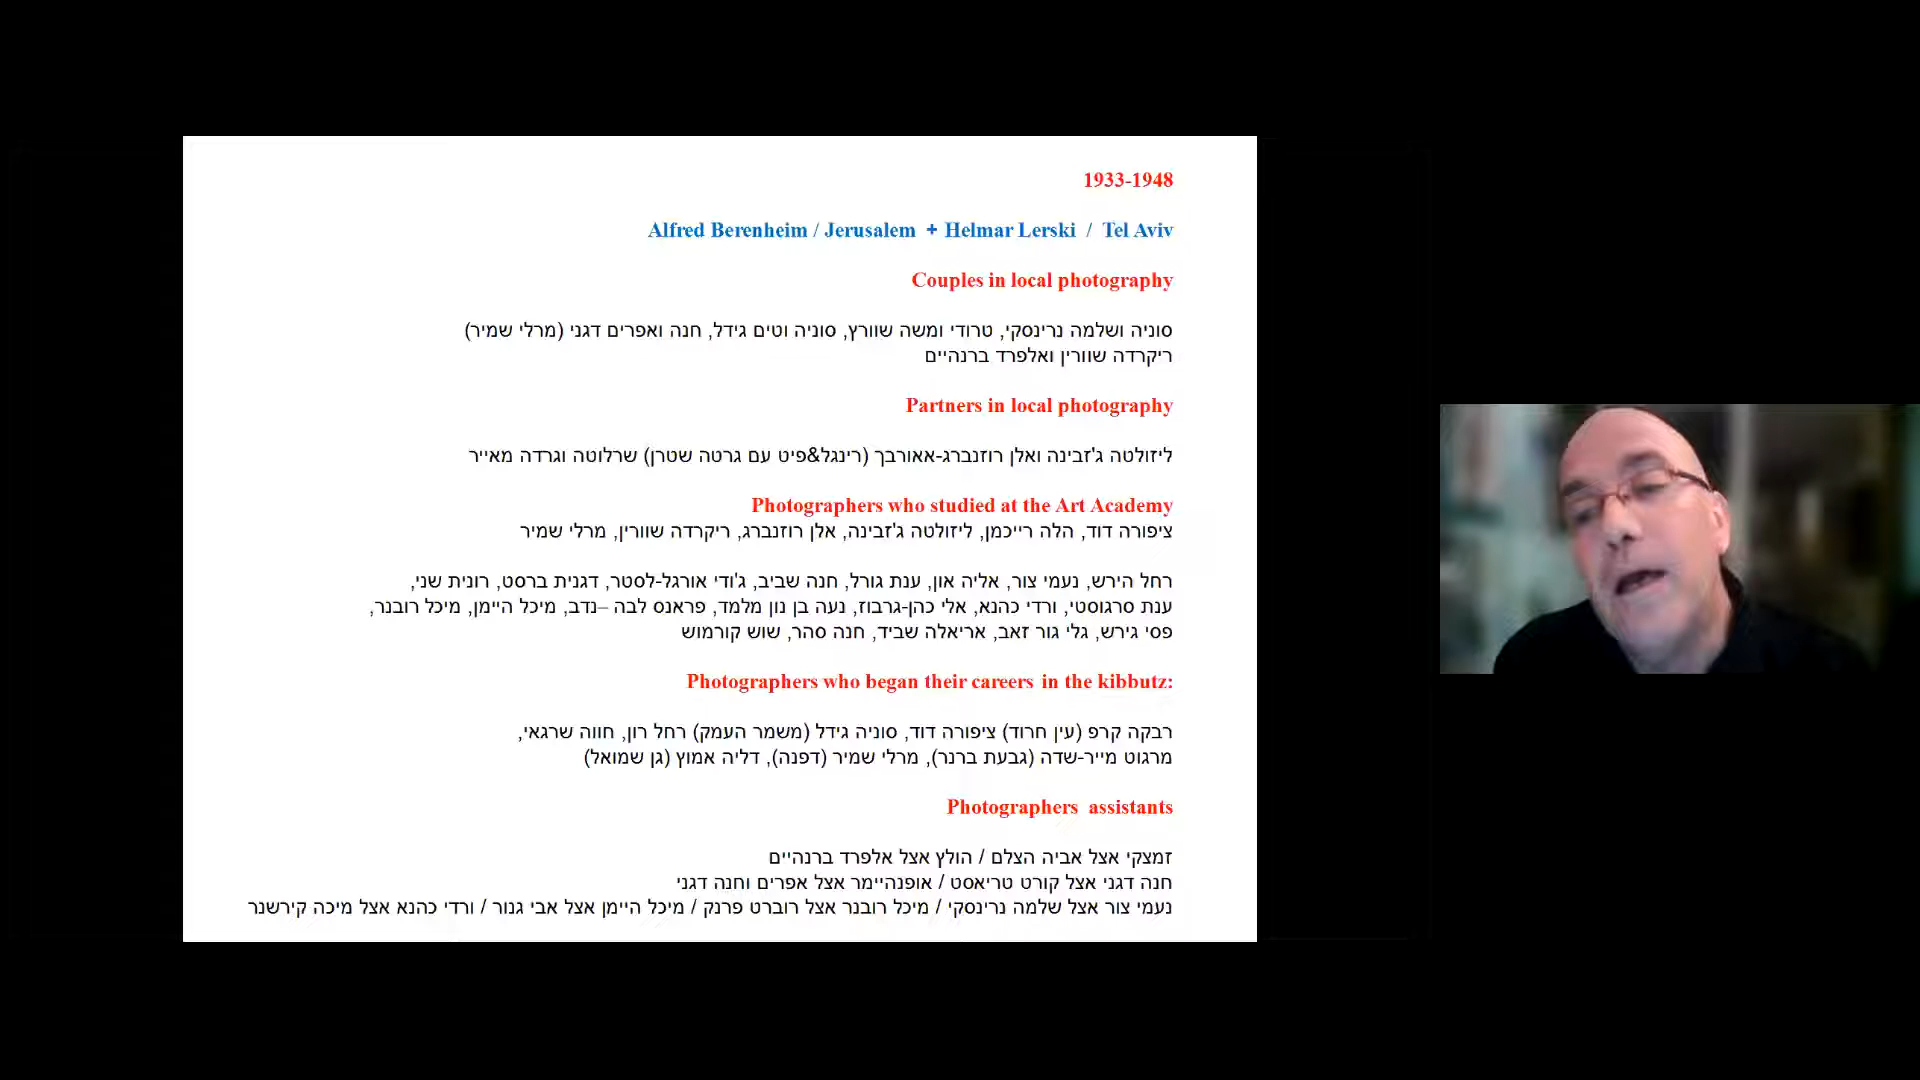 1933-1948
Alfred Berenheim / Jerusalem + Helmar Lerski / Tel Aviv
Couples in local photography
סוניה ושלמה נרינסקי, טרודי ומשה שוורץ, סוניה וטים גידל, חנה ואפרים דגני (מרלי שמיר)
ריקרדה שוורין ואלפרד ברנהיים
Partners in local photography
ליזולטה ג'זבינה ואלן רוזנברג-אאורבך (רינגל&פיט עם גרטה שטרן) שרלוטה וגרדה מאייר
Photographers who studied at the Art Academy
ציפורה דוד, הלה רייכמן, ליזולטה ג'זבינה, אלן רוזנברג, ריקרדה שוורין, מרלי שמיר
רחל הירש, נעמי צור, אליה און, ענת גורל, חנה שביב, ג'ודי אורגל-לסטר, דגנית ברסט, רונית שני,
ענת סרגוסטי, ורדי כהנא, אלי כהן-גרבוז, נעה בן נון מלמד, פראנס לבה –נדב, מיכל היימן, מיכל רובנר,
פסי גירש, גלי גור זאב, אריאלה שביד, חנה סהר, שוש קורמוש
Photographers who began their careers in the kibbutz:
רבקה קרפ (עין חרוד) ציפורה דוד, סוניה גידל (משמר העמק) רחל רון, חווה שרגאי,
מרגוט מייר-שדה (גבעת ברנר), מרלי שמיר (דפנה), דליה אמוץ (גן שמואל)
Photographers assistants
זמצקי אצל אביה הצלם / הולץ אצל אלפרד ברנהיים
חנה דגני אצל קורט טריאסט / אופנהיימר אצל אפרים וחנה דגני
נעמי צור אצל שלמה נרינסקי / מיכל רובנר אצל רוברט פרנק / מיכל היימן אצל אבי גנור / ורדי כהנא אצל מיכה קירשנר